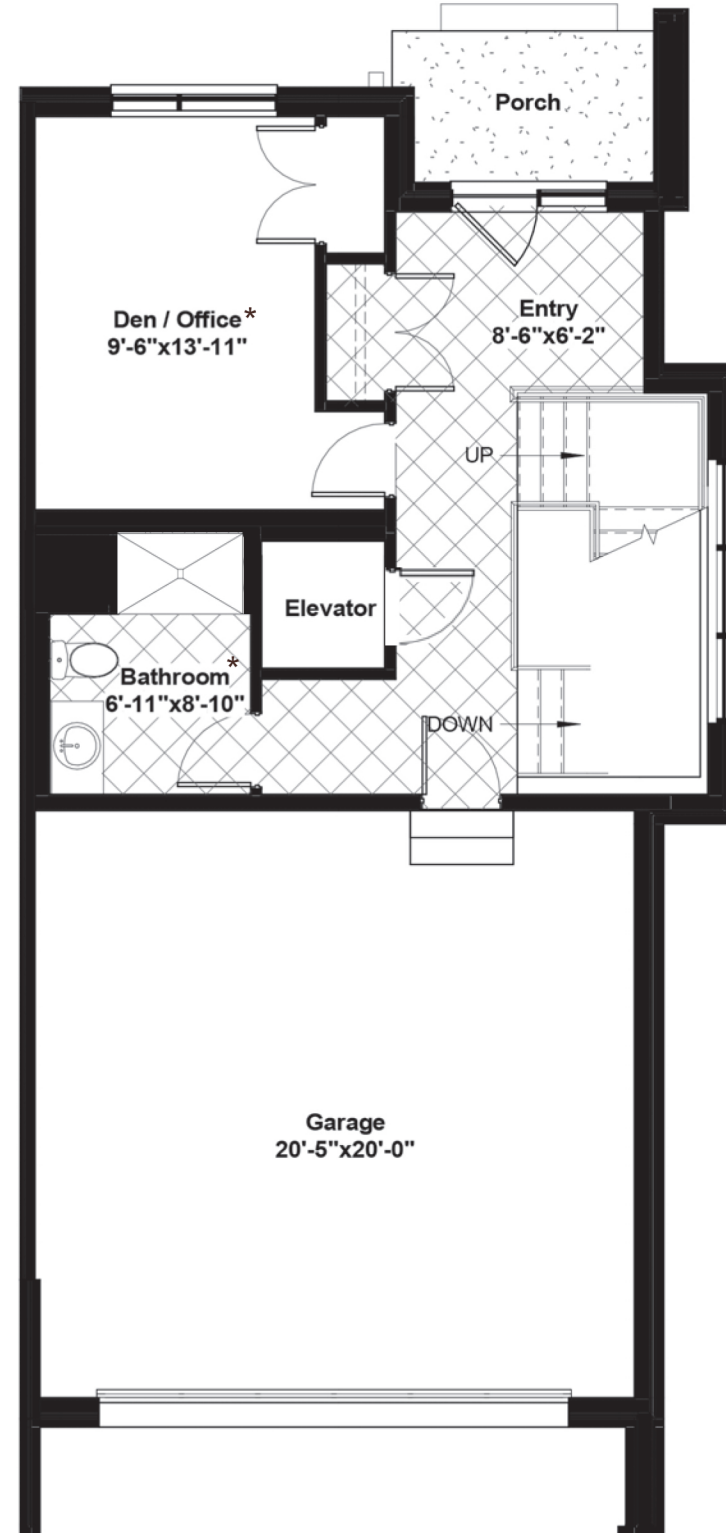 Porch
Den / Office*
9'-6"x13'-11"
Entry
8'-6"x6'-2"
UP
Elevator
Bathroom*
6'-11"x8'-10"
DOWN
Garage
20'-5"x20'-0"